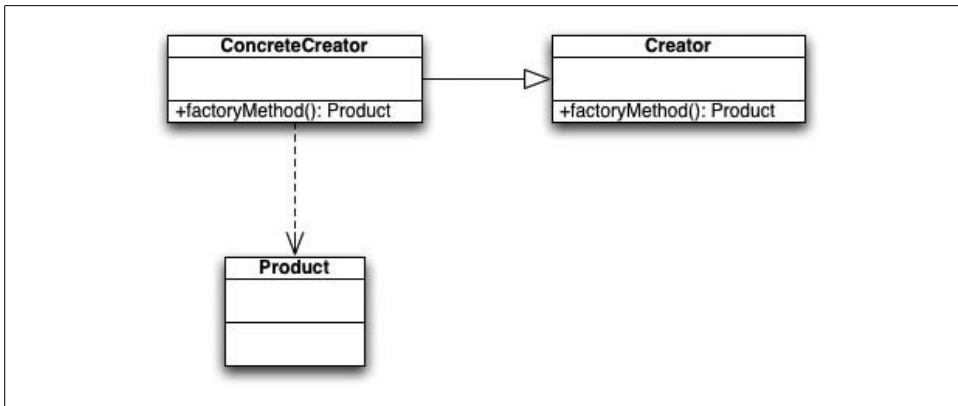 ConcreteCreator
+factoryMethod(): Product
Creator
+factoryMethod(): Product
Product